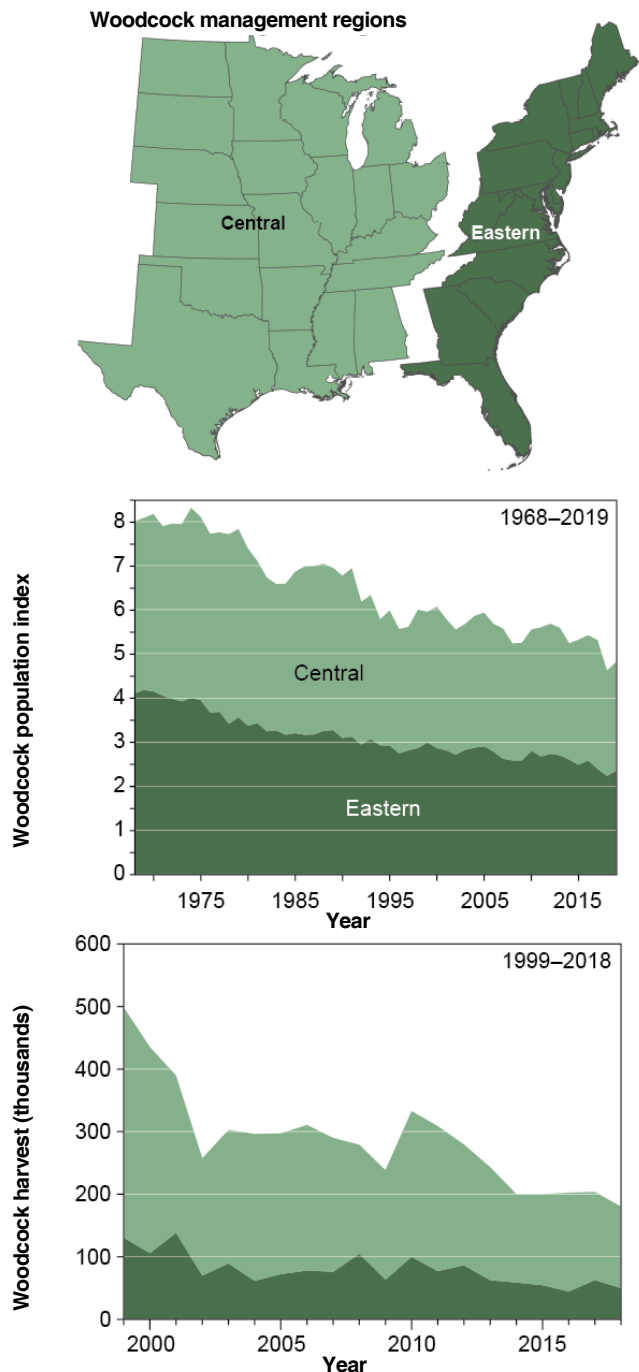 Woodcock management regions
Central
Eastern
1968–2019
8
7
6
5
4
3
2
1
0
Woodcock population index
Central
Eastern
1975 1985 1995 2005 2015
Year
1999–2018
600
500
400
300
200
100
0
Woodcock harvest (thousands)
2000 2005 2010 2015
Year